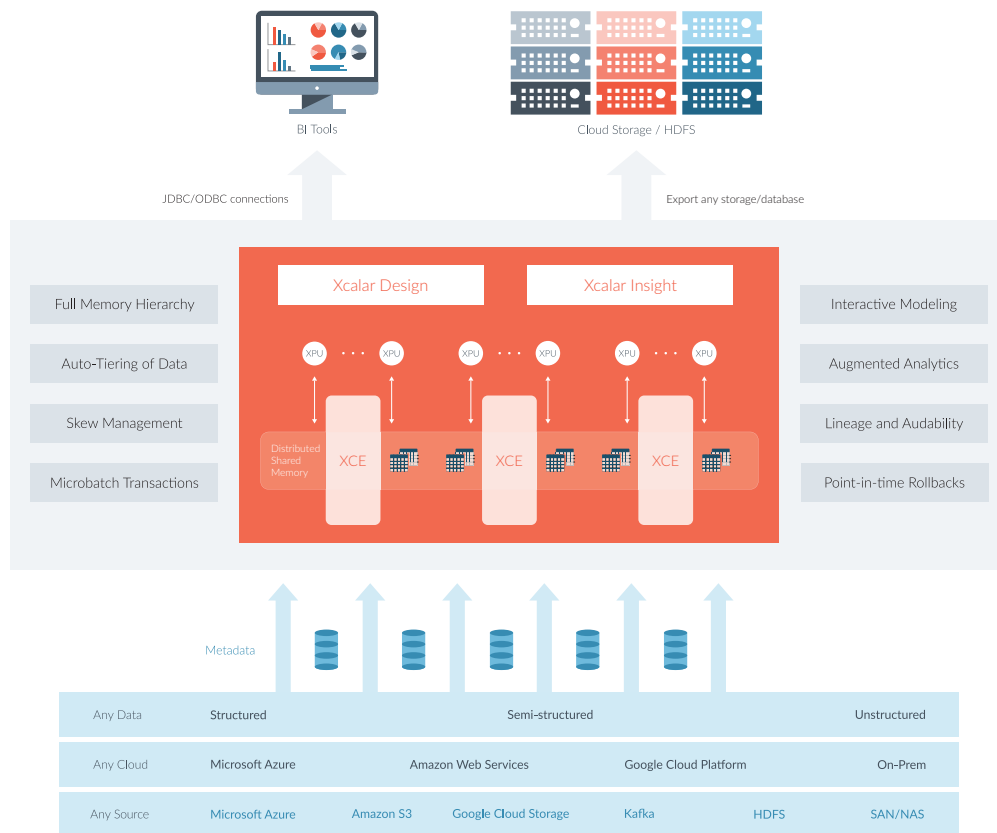 BI Tools
Cloud Storage / HDFS
JDBC/ODBC connections
Export any storage/database
Xcalar Design
Xcalar Insight
Full Memory Hierarchy
Auto-Tiering of Data
Skew Management
Microbatch Transactions
XPU
. . .
XPU
XPU
. . .
XPU
XPU
. . .
XPU
Distributed
Shared
Memory
XCE
XCE
XCE
Interactive Modeling
Augmented Analytics
Lineage and Audability
Point-in-time Rollbacks
Metadata
Any Data Structured Semi-structured Unstructured
Any Cloud Microsoft Azure Amazon Web Services Google Cloud Platform On-Prem
Any Source Microsoft Azure Amazon S3 Google Cloud Storage Kafka HDFS SAN/NAS